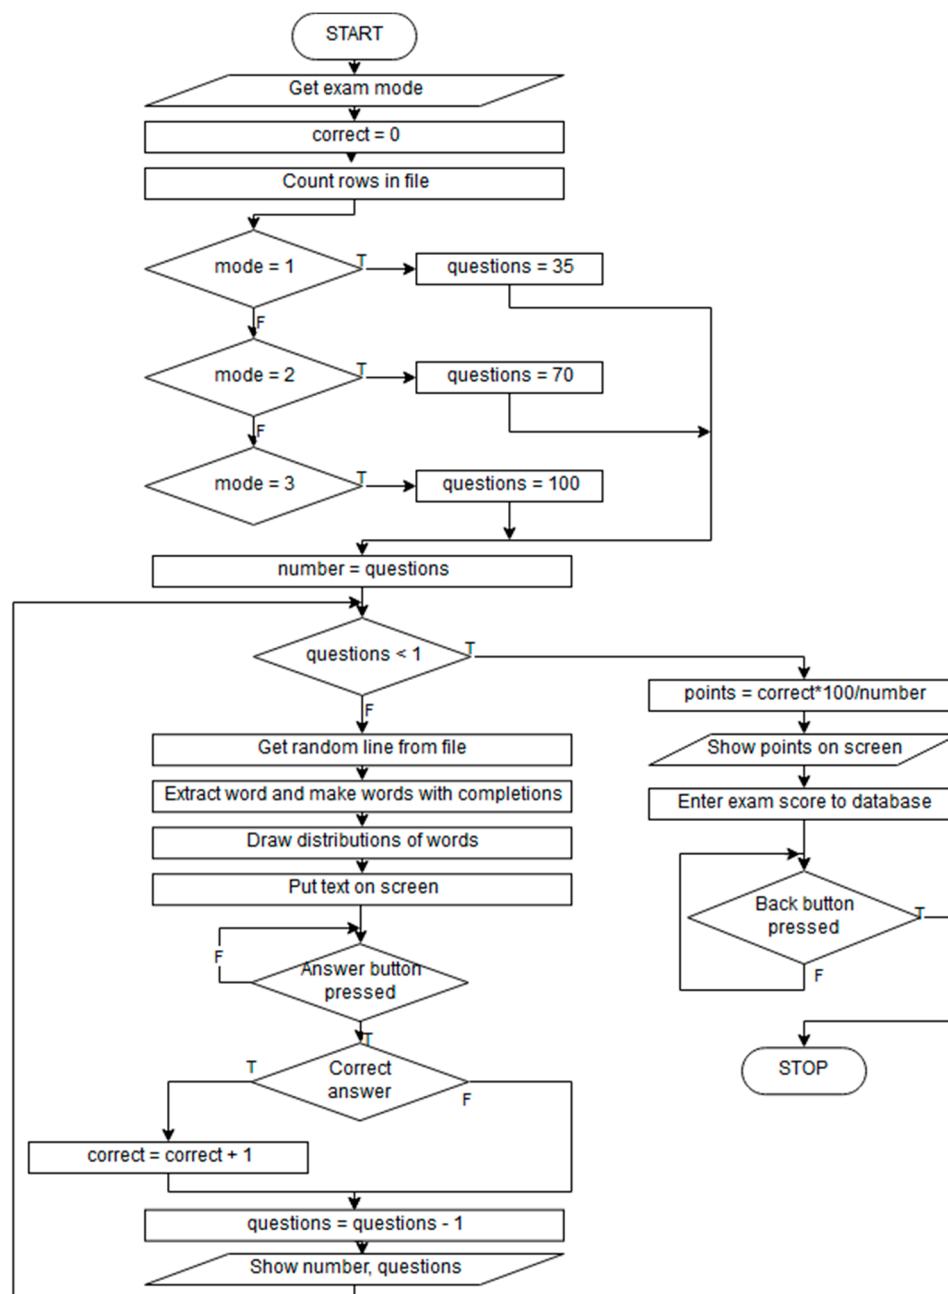 START
Get exam mode
correct = 0
Count rows in file
mode = 1
T
questions = 35
F
mode = 2
T
questions = 70
F
mode = 3
T
questions = 100
number = questions
questions < 1
T
F
Get random line from file
Extract word and make words with completions
Draw distributions of words
Put text on screen
F
Answer button
pressed
T
Correct
answer
T
F
correct = correct + 1
questions = questions - 1
Show number, questions
points = correct*100/number
Show points on screen
Enter exam score to database
Back button
pressed
T
F
STOP